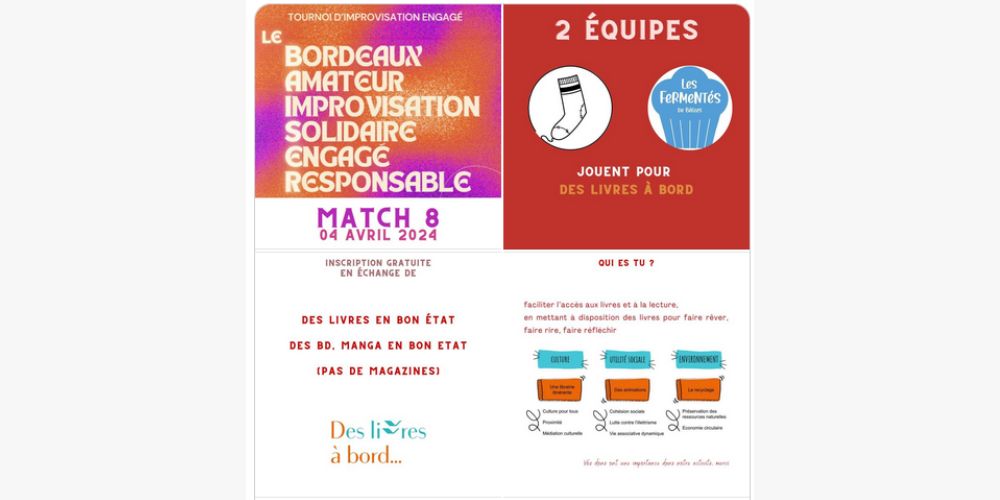 TOURNOI D'IMPROVISATION ENGAGÉ
LE
BORDEAUX
AMATEUR
IMPROVISATION
SOLIDAIRE
ENGAGÉ
RESPONSABLE
MATCH 8
04 AVRIL 2024
2 ÉQUIPES
Les
FERMENTÉS
JOUENT POUR
DES LIVRES À BORD
INSCRIPTION GRATUITE
EN ÉCHANGE DE
DES LIVRES EN BON ÉTAT
DES BD, MANGA EN BON ETAT
(PAS DE MAGAZINES)
Des livres
à bord...
QUI ES TU ?
faciliter l'accès aux livres et à la lecture,
en mettant à disposition des livres pour faire rêver,
faire rire, faire réfléchir
CULTURE
Une librairie
itinérante
Culture pour tous
Proximité
Médiation culturelle
UTILITÉ SOCIALE
Des animations
Cohésion sociale
Lutte contre l'illettrisme
Vie associative dynamique
ENVIRONNEMENT
Le recyclage
Préservation des
ressources naturelles
Economie circulaire
Vos dons ont une importance dans notre activité, merci